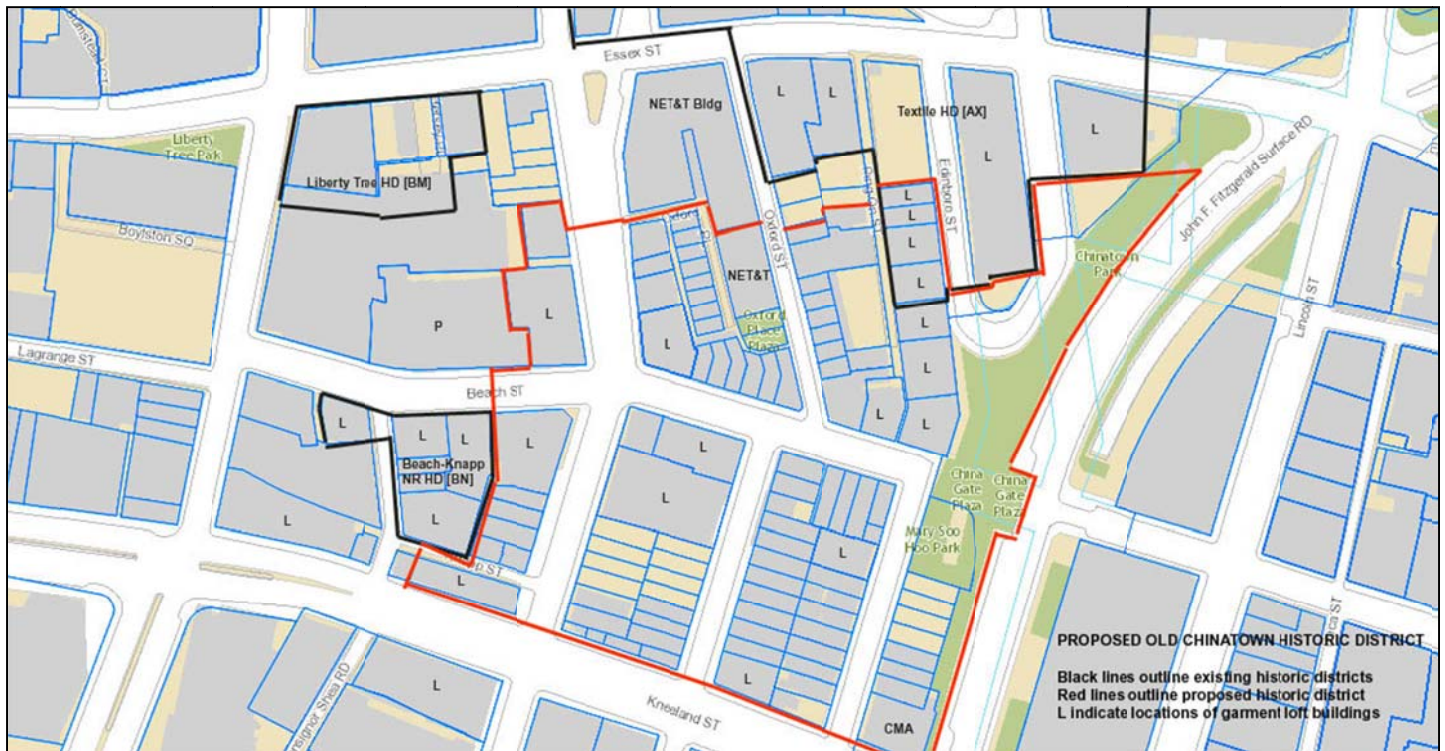 Essex ST
NET&T Bldg
L
L
Textile HD [AX]
L
L
Liberty
Tree Park
Liberty Tree HD [BM]
Boylston SQ
Edinboro ST
John F. Fitzgerald Surface RD
Oxford ST
Chinatown
Park
L
L
L
L
NET&T
Oxford
Place
Plaza
P
L
L
L
L
L
L
Lincoln ST
Lagrange ST
Beach ST
L
L
L
Beach-Knapp
NR HD [BN]
L
L
L
L
L
L
L
L
L
China
Gate
Plaza
China
Gate
Plaza
Mary Soo
Hoo Park
Kneeland ST
L
CMA
PROPOSED OLD CHINATOWN HISTORIC DISTRICT
Black lines outline existing historic districts
Red lines outline proposed historic district
L indicate locations of garment loft buildings